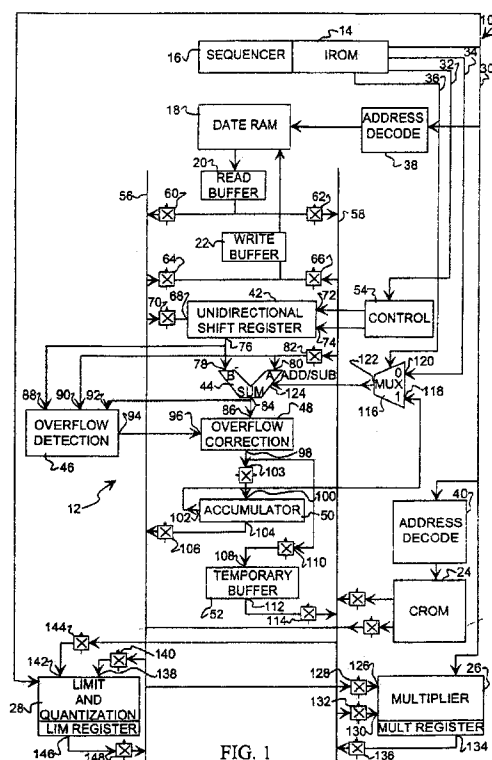 10
14
16
SEQUENCER
IROM
34
32
30
36
18
DATE RAM
ADDRESS
DECODE
38
20
READ
BUFFER
56
60
62
58
22
WRITE
BUFFER
64
66
42
54
70
68
72
UNIDIRECTIONAL
SHIFT REGISTER
CONTROL
74
76
82
122
120
78
B
A
80
ADD/SUB
0
MUX
1
118
44
SUM
124
116
88
90
92
84
86
48
94
96
OVERFLOW
DETECTION
OVERFLOW
CORRECTION
46
98
103
40
12
100
ACCUMULATOR
102
50
104
ADDRESS
DECODE
106
108
110
24
TEMPORARY
BUFFER
CROM
112
52
114
144
140
142
138
128
126
26
LIMIT
AND
QUANTIZATION
LIM REGISTER
28
132
MULTIPLIER
MULT REGISTER
130
134
146
148
136
FIG. 1